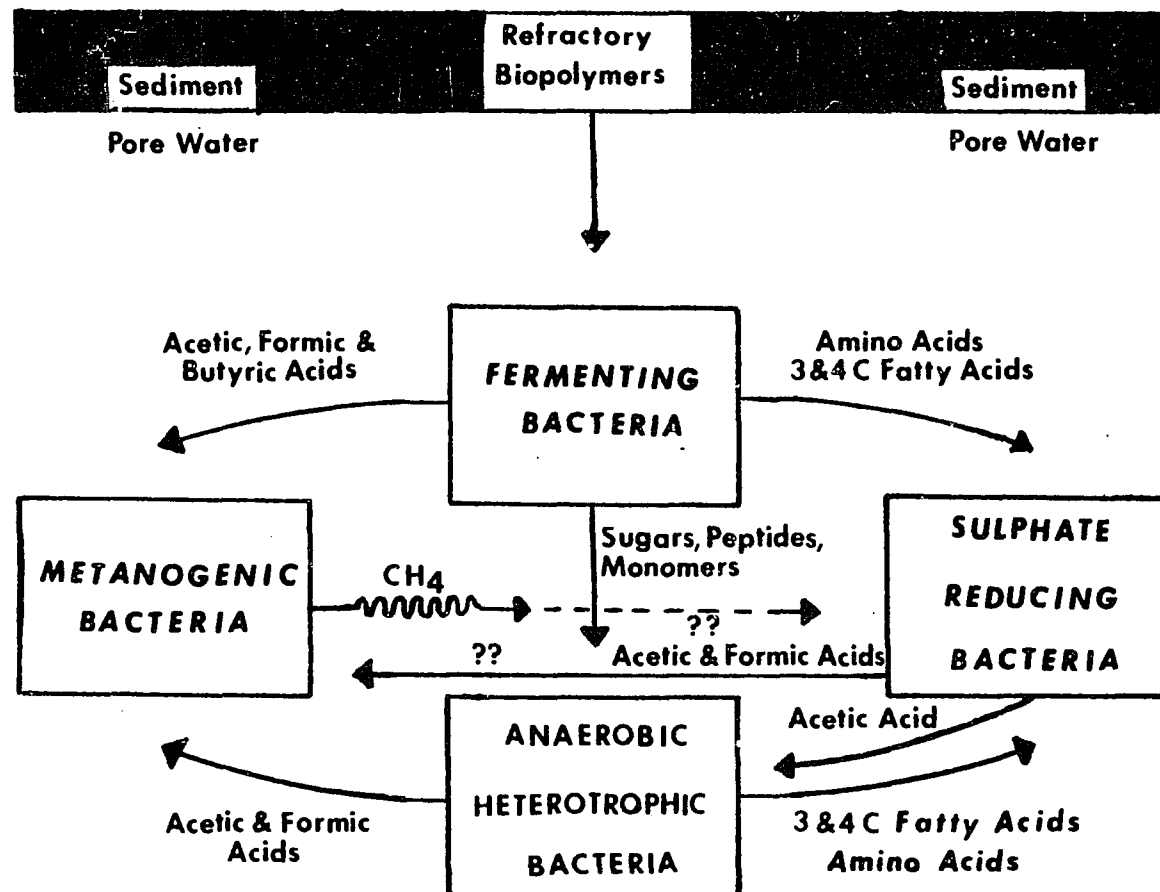 Refractory
Biopolymers
Sediment
Sediment
Pore Water
Pore Water
Acetic, Formic &
Butyric Acids
Amino Acids
3&4 C Fatty Acids
FERMENTING
BACTERIA
Sugars, Peptides,
Monomers
METANOGENIC
BACTERIA
CH4
??
SULPHATE
REDUCING
BACTERIA
??
Acetic & Formic Acids
Acetic Acid
ANAEROBIC
HETEROTROPHIC
BACTERIA
Acetic & Formic
Acids
3&4 C Fatty Acids
Amino Acids